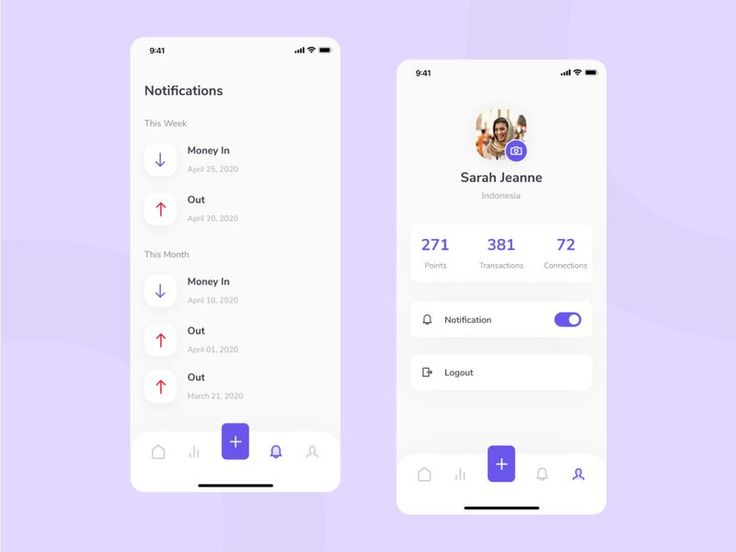 9:41
Notifications
This Week
Money In
April 25, 2020
Out
April 20, 2020
This Month
Money In
April 10, 2020
Out
April 01, 2020
Out
March 21, 2020
9:41
Sarah Jeanne
Indonesia
271 381 72
Points Transactions Connections
Notification
Logout